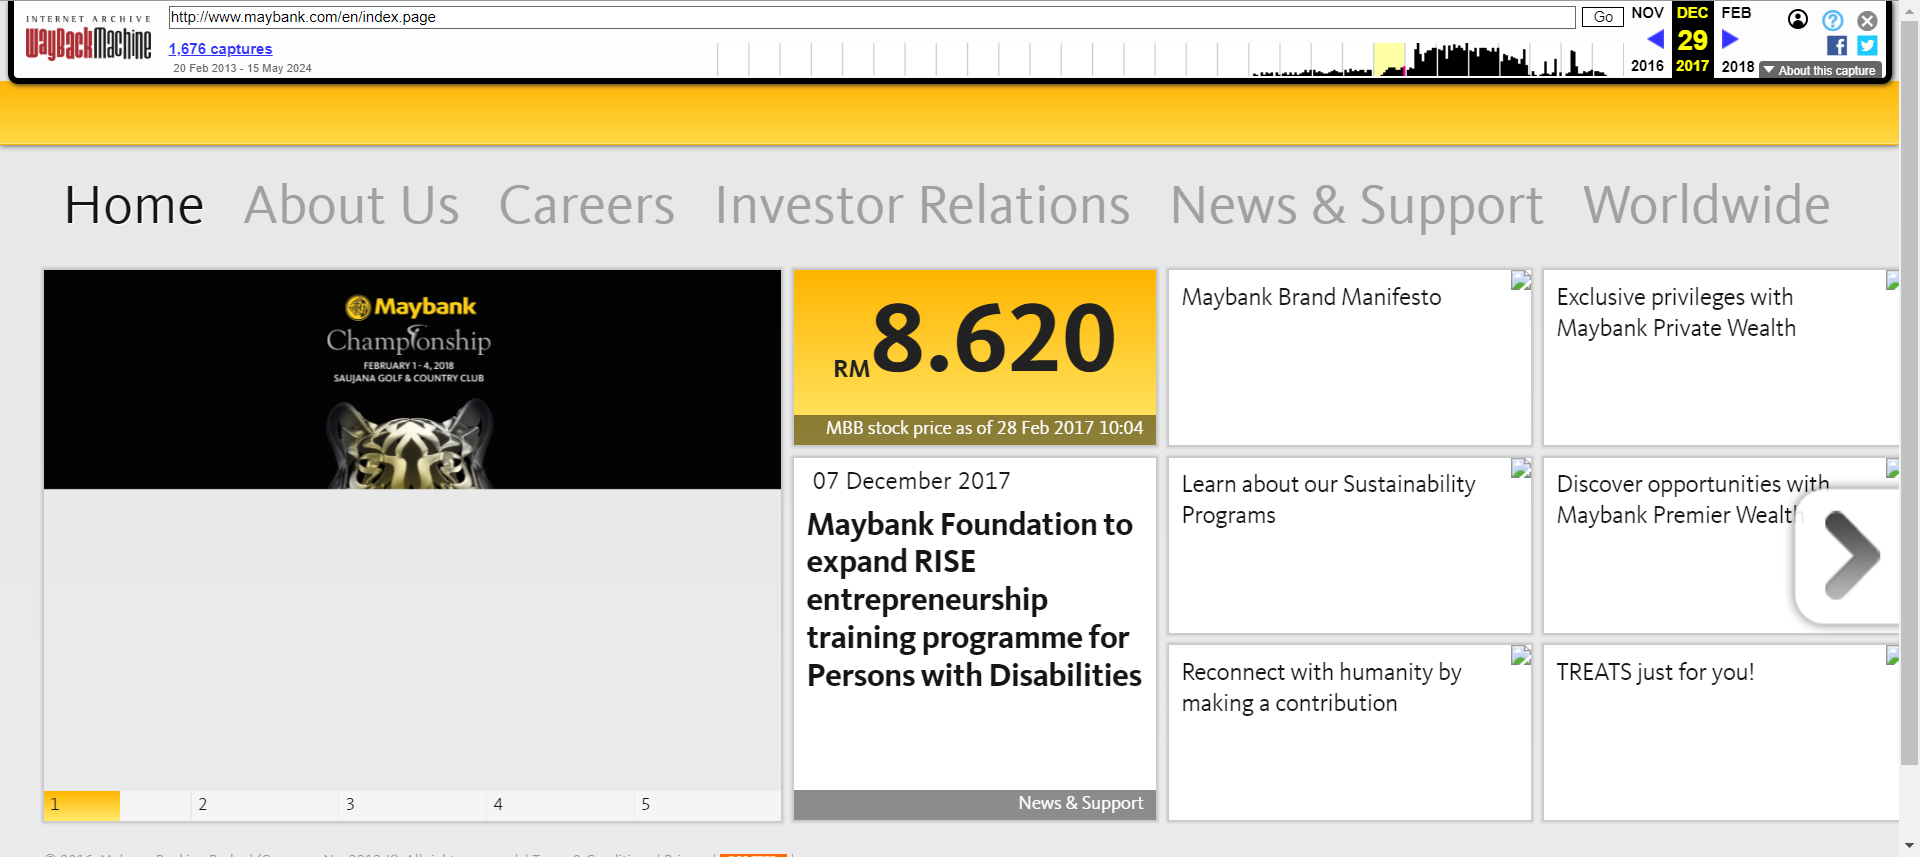 INTERNET ARCHIVE
WayBackMachine
http://www.maybank.com/en/index.page
Go
1,676 captures
20 Feb 2013 - 15 May 2024
NOV DEC FEB
29
2016 2017 2018
About this capture
Home About Us Careers Investor Relations News & Support Worldwide
Maybank
Championship
FEBRUARY 1 - 4, 2018
SAUJANA GOLF & COUNTRY CLUB
1 2 3 4 5
RM8.620
MBB stock price as of 28 Feb 2017 10:04
07 December 2017
Maybank Foundation to
expand RISE
entrepreneurship
training programme for
Persons with Disabilities
News & Support
Maybank Brand Manifesto
Exclusive privileges with
Maybank Private Wealth
Learn about our Sustainability
Programs
Discover opportunities with
Maybank Premier Wealth
Reconnect with humanity by
making a contribution
TREATS just for you!